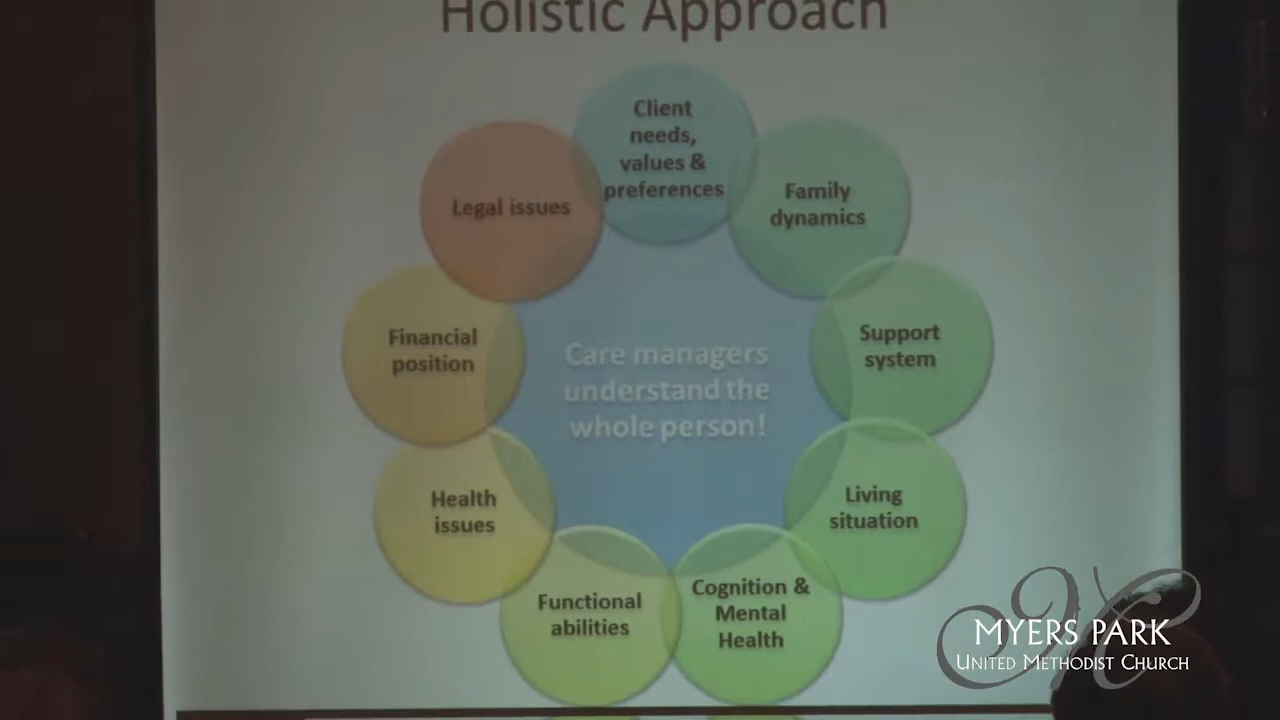 Holistic Approach
Client
needs,
values &
preferences
Family
dynamics
Support
system
Living
situation
Cognition &
Mental
Health
Functional
abilities
Health
issues
Financial
position
Legal issues
Care managers
understand the
whole person!
MYERS PARK
UNITED METHODIST CHURCH